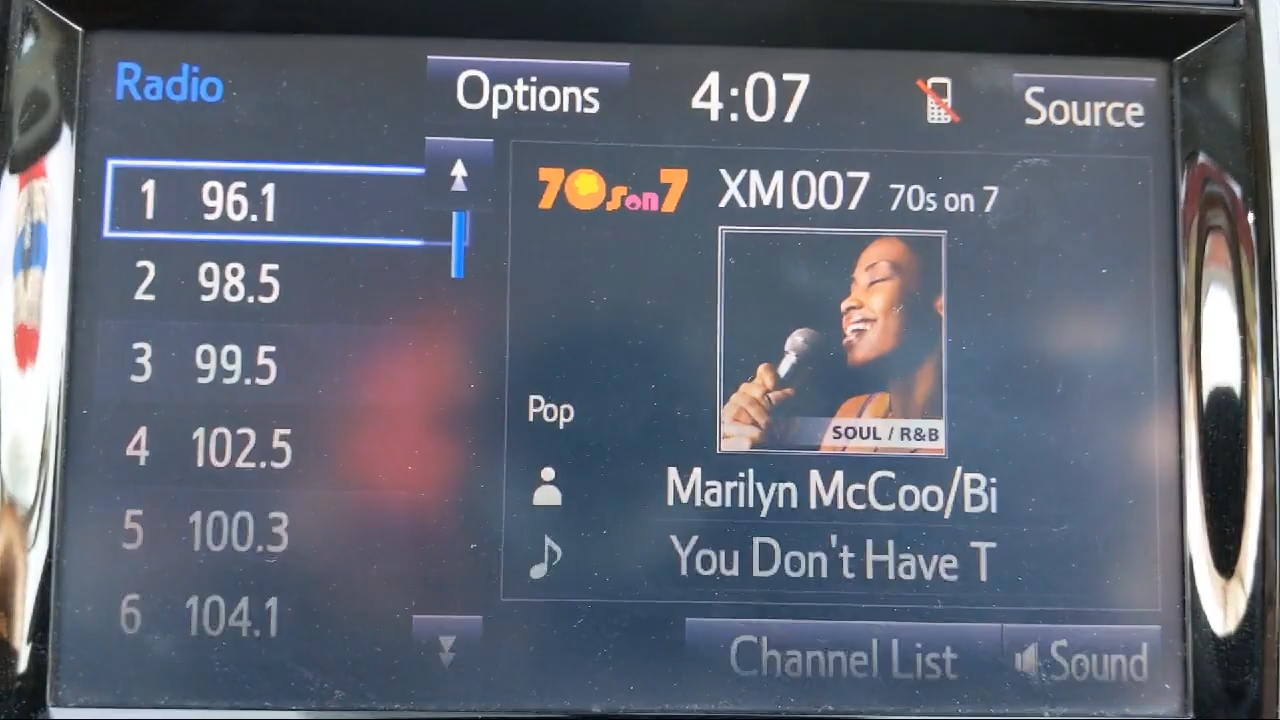 Radio
Options
4:07
Source
1 96.1
2 98.5
3 99.5
4 102.5
5 100.3
6 104.1
70s on 7
XM007 70s on 7
SOUL / R&B
Pop
Marilyn McCoo/Bi
You Don't Have T
Channel List
Sound